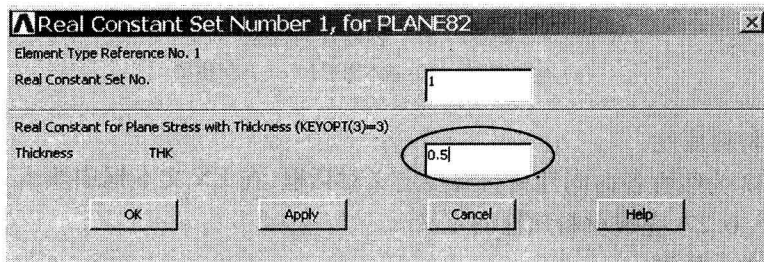 Real Constant Set Number 1, for PLANE82
Element Type Reference No. 1
Real Constant Set No. 1
Real Constant for Plane Stress with Thickness (KEYOPT(3)=3)
Thickness THK 0.5
OK Apply Cancel Help